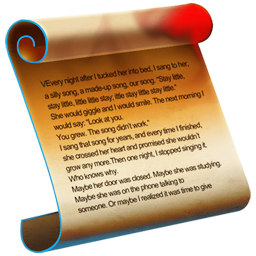 VEvery night after I tucked her into bed. I sang to her,
a silly song, a made-up song, our song. "Stay little,
stay little, little little stay; little stay little stay little."
She would giggle and I would smile. The next morning I
would say: "Look at you.
You grew. The song didn't work."
I sang that song for years, and every time I finished,
she crossed her heart and promised she wouldn't
grow any more.Then one night, I stopped singing it.
Who knows why.
Maybe her door was closed. Maybe she was studying.
Maybe she was on the phone talking to
someone. Or maybe I realized it was time to give